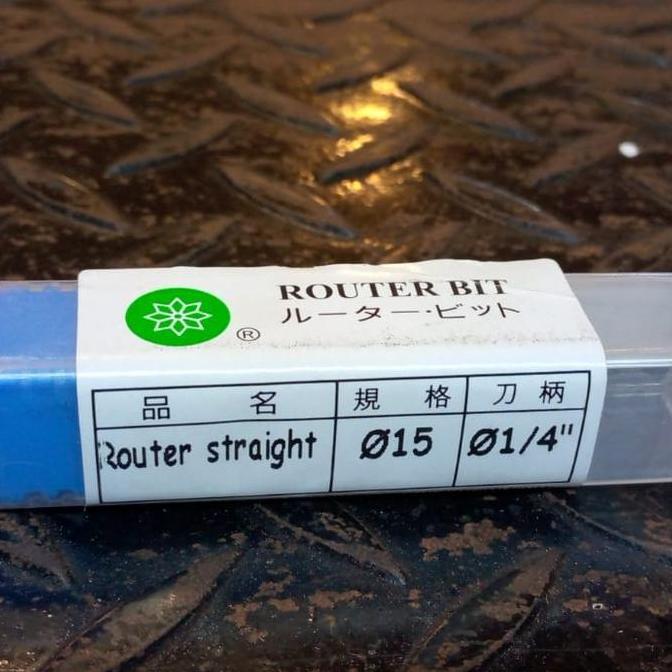 ROUTER BIT
ルーター・ビット
®
品 名 規 格 刀 柄
Router straight Ø15 Ø1/4"